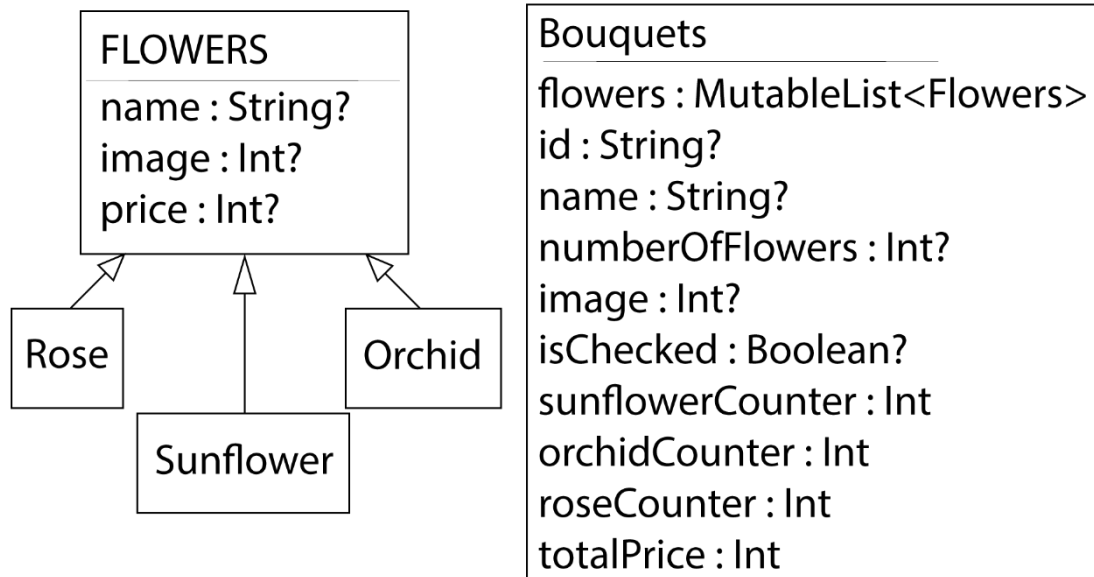 FLOWERS
name : String?
image : Int?
price : Int?
Rose
Sunflower
Orchid
Bouquets
flowers : MutableList<Flowers>
id : String?
name : String?
numberOfFlowers : Int?
image : Int?
isChecked : Boolean?
sunflowerCounter : Int
orchidCounter : Int
roseCounter : Int
totalPrice : Int